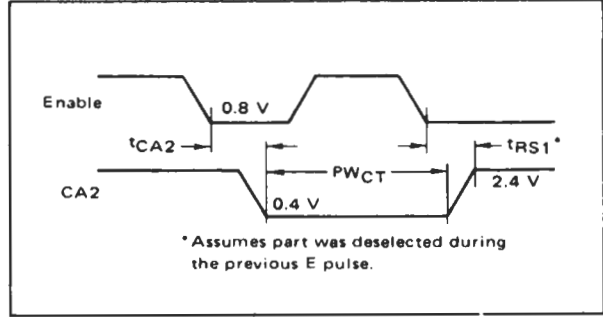 Enable
0.8 V
tCA2
tRS1*
CA2
PWCT
0.4 V
2.4 V
*Assumes part was deselected during
the previous E pulse.